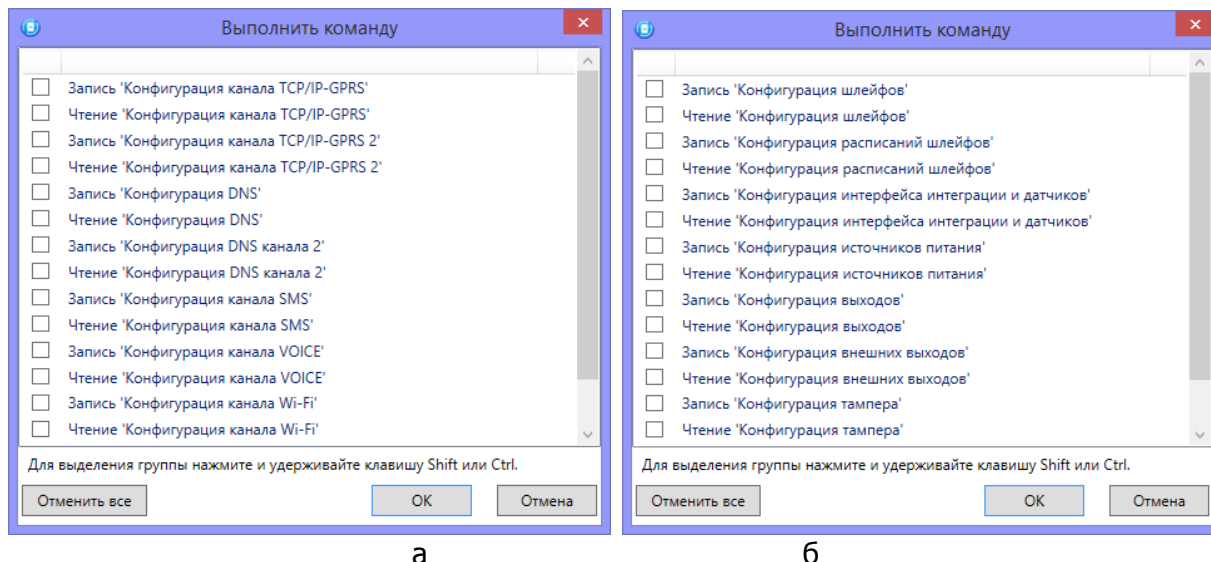 Выполнить команду
Запись 'Конфигурация канала TCP/IP-GPRS'
Чтение 'Конфигурация канала TCP/IP-GPRS'
Запись 'Конфигурация канала TCP/IP-GPRS 2'
Чтение 'Конфигурация канала TCP/IP-GPRS 2'
Запись 'Конфигурация DNS'
Чтение 'Конфигурация DNS'
Запись 'Конфигурация DNS канала 2'
Чтение 'Конфигурация DNS канала 2'
Запись 'Конфигурация канала SMS'
Чтение 'Конфигурация канала SMS'
Запись 'Конфигурация канала VOICE'
Чтение 'Конфигурация канала VOICE'
Запись 'Конфигурация канала Wi-Fi'
Чтение 'Конфигурация канала Wi-Fi'
Для выделения группы нажмите и удерживайте клавишу Shift или Ctrl.
Отменить все ОК Отмена
а
Выполнить команду
Запись 'Конфигурация шлейфов'
Чтение 'Конфигурация шлейфов'
Запись 'Конфигурация расписаний шлейфов'
Чтение 'Конфигурация расписаний шлейфов'
Запись 'Конфигурация интерфейса интеграции и датчиков'
Чтение 'Конфигурация интерфейса интеграции и датчиков'
Запись 'Конфигурация источников питания'
Чтение 'Конфигурация источников питания'
Запись 'Конфигурация выходов'
Чтение 'Конфигурация выходов'
Запись 'Конфигурация внешних выходов'
Чтение 'Конфигурация внешних выходов'
Запись 'Конфигурация тампера'
Чтение 'Конфигурация тампера'
Для выделения группы нажмите и удерживайте клавишу Shift или Ctrl.
Отменить все ОК Отмена
б